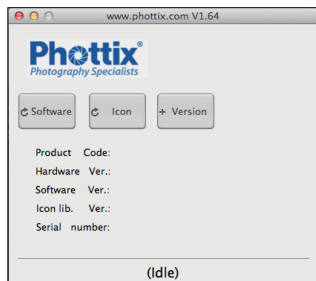 www.phottix.com V1.64
Phottix®
Photography Specialists
Software Icon Version
Product Code:
Hardware Ver.:
Software Ver.:
Icon lib. Ver.:
Serial number:
(Idle)